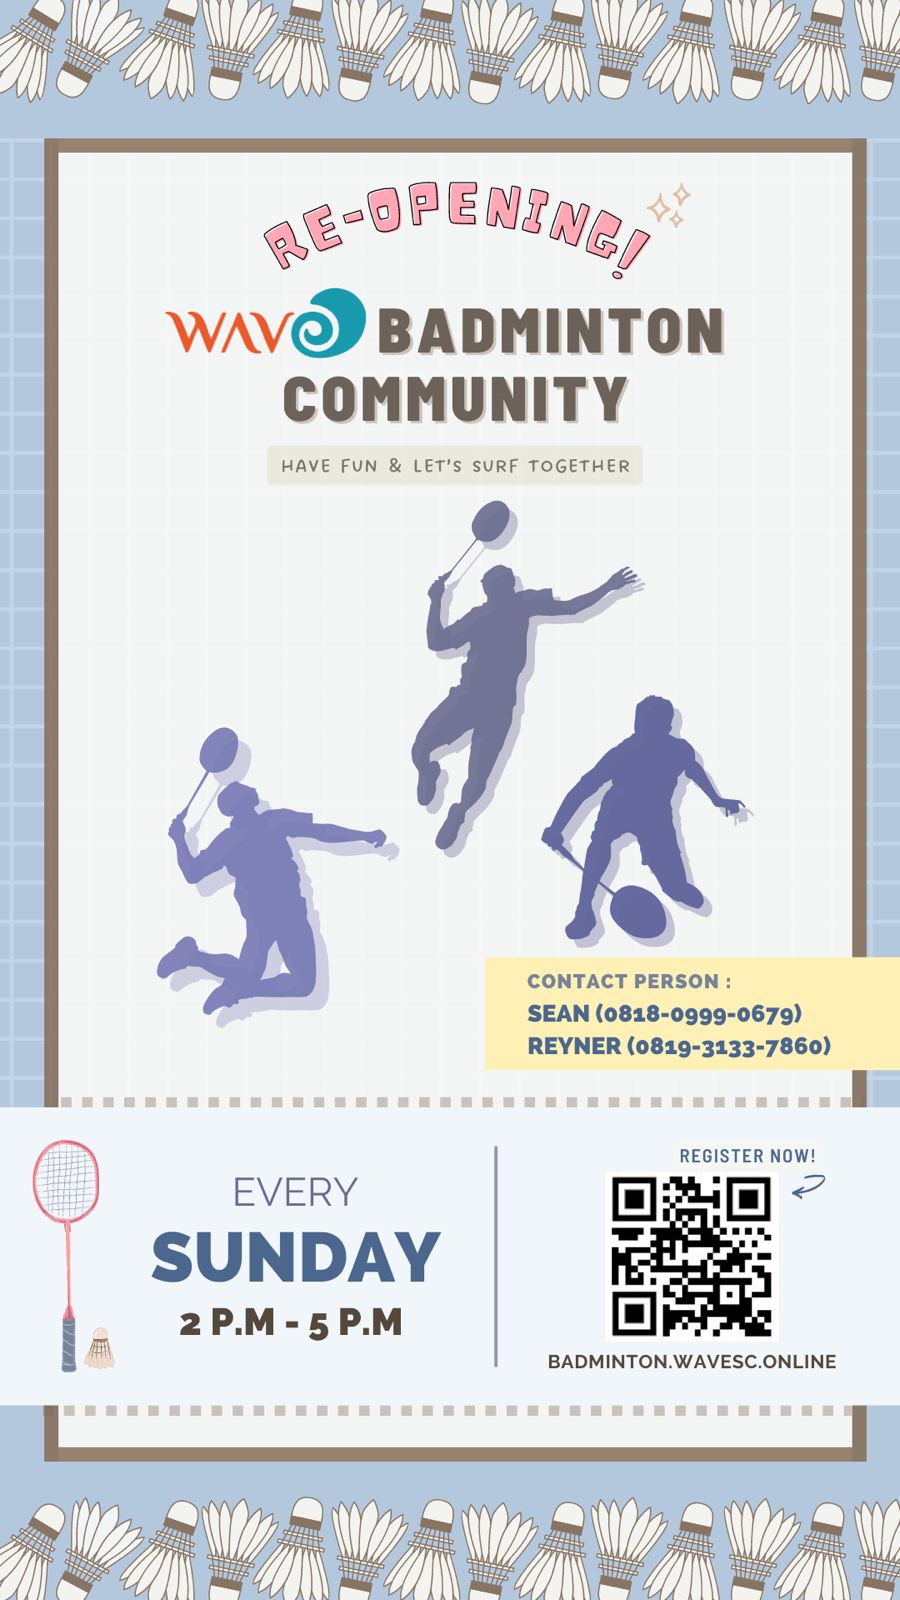 RE-OPENING!
WAVE BADMINTON
COMMUNITY
HAVE FUN & LET'S SURF TOGETHER
CONTACT PERSON :
SEAN (0818-0999-0679)
REYNER (0819-3133-7860)
EVERY
SUNDAY
2 P.M - 5 P.M
REGISTER NOW!
BADMINTON.WAVESC.ONLINE